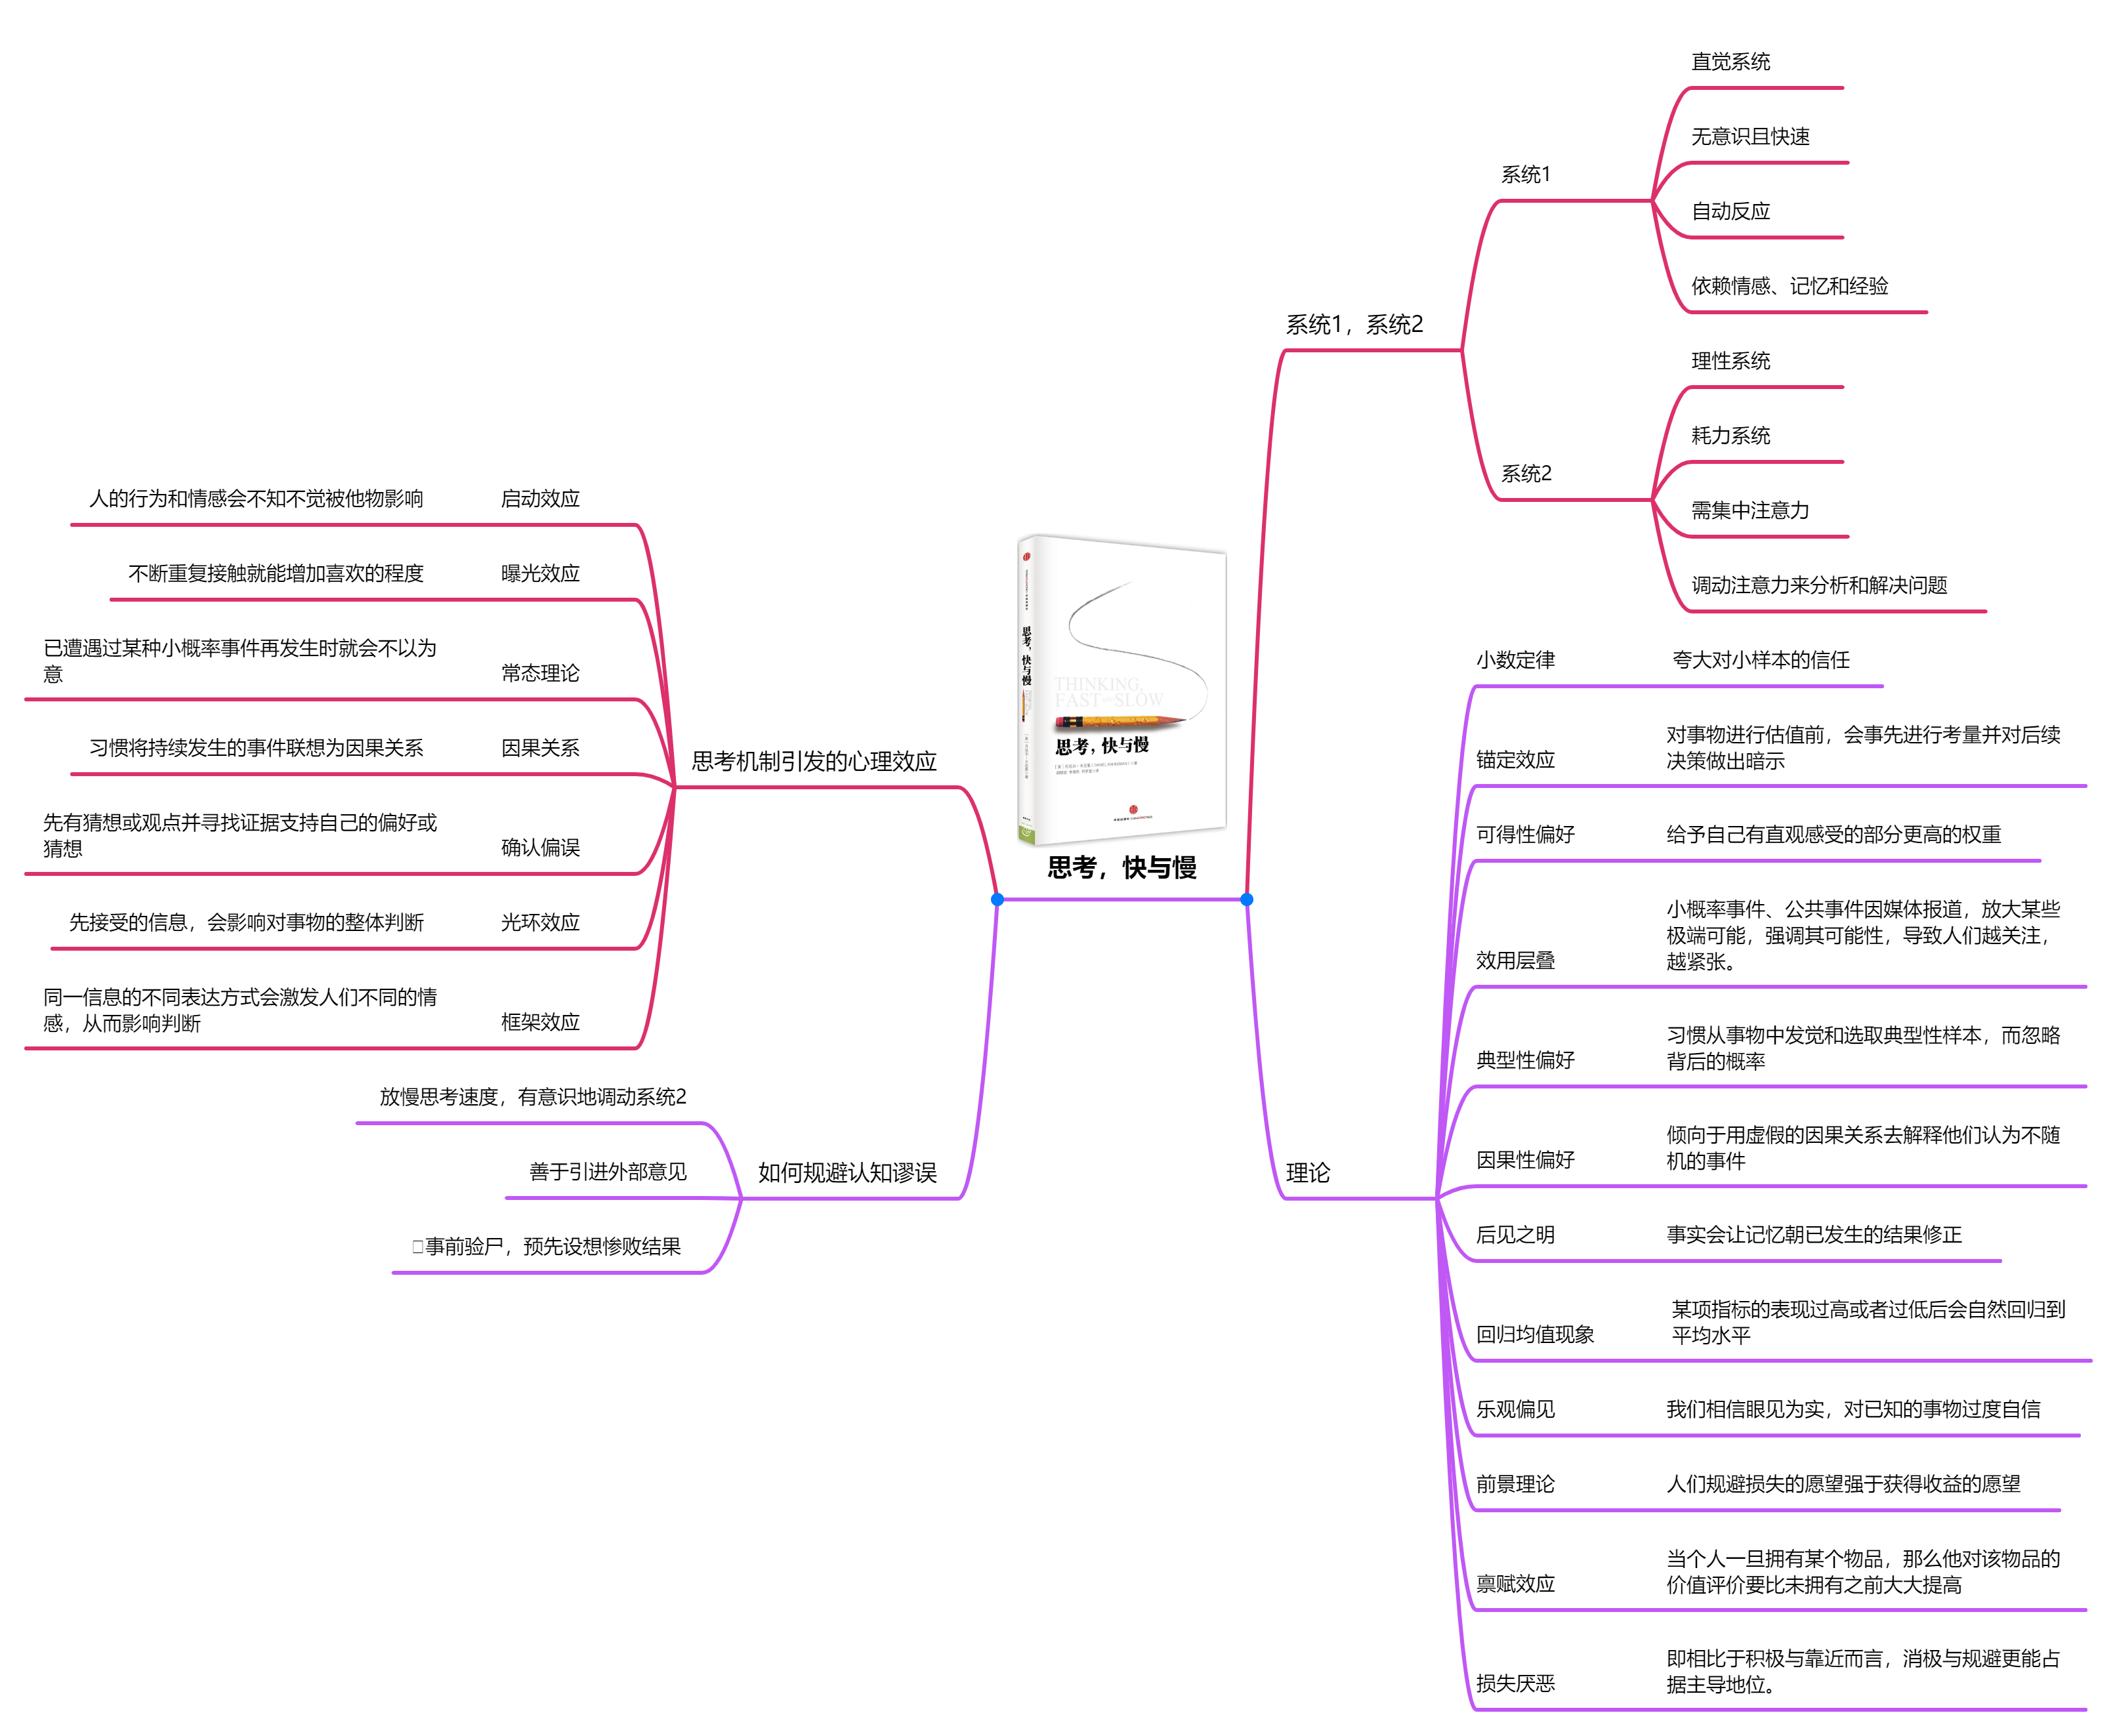 思考，快与慢
THINKING,
FAST AND SLOW
思考，快与慢
思考，快与慢
系统1，系统2
系统1
直觉系统
无意识且快速
自动反应
依赖情感、记忆和经验
系统2
理性系统
耗力系统
需集中注意力
调动注意力来分析和解决问题
理论
小数定律
夸大对小样本的信任
锚定效应
对事物进行估值前，会事先进行考量并对后续
决策做出暗示
可得性偏好
给予自己有直观感受的部分更高的权重
效用层叠
小概率事件、公共事件因媒体报道，放大某些
极端可能，强调其可能性，导致人们越关注，
越紧张。
典型性偏好
习惯从事物中发觉和选取典型性样本，而忽略
背后的概率
因果性偏好
倾向于用虚假的因果关系去解释他们认为不随
机的事件
后见之明
事实会让记忆朝已发生的结果修正
回归均值现象
某项指标的表现过高或者过低后会自然回归到
平均水平
乐观偏见
我们相信眼见为实，对已知的事物过度自信
前景理论
人们规避损失的愿望强于获得收益的愿望
禀赋效应
当个人一旦拥有某个物品，那么他对该物品的
价值评价要比未拥有之前大大提高
损失厌恶
即相比于积极与靠近而言，消极与规避更能占
据主导地位。
思考机制引发的心理效应
启动效应
人的行为和情感会不知不觉被他物影响
曝光效应
不断重复接触就能增加喜欢的程度
常态理论
已遭遇过某种小概率事件再发生时就会不以为
意
因果关系
习惯将持续发生的事件联想为因果关系
确认偏误
先有猜想或观点并寻找证据支持自己的偏好或
猜想
光环效应
先接受的信息，会影响对事物的整体判断
框架效应
同一信息的不同表达方式会激发人们不同的情
感，从而影响判断
如何规避认知谬误
放慢思考速度，有意识地调动系统2
善于引进外部意见
事前验尸，预先设想惨败结果